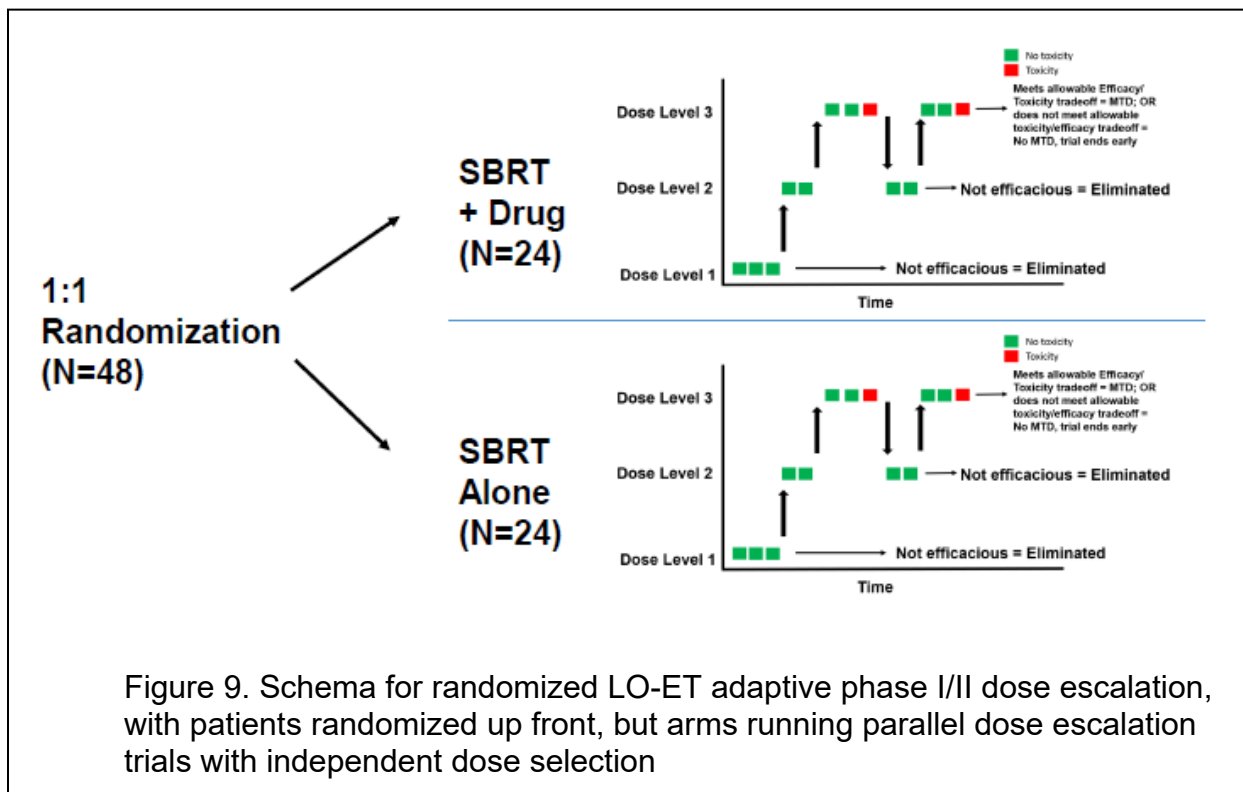 1:1
Randomization
(N=48)
SBRT
+ Drug
(N=24)
No toxicity
Toxicity
Meets allowable Efficacy/
Toxicity tradeoff = MTD; OR
does not meet allowable
toxicity/efficacy tradeoff =
No MTD, trial ends early
Dose Level 3
Dose Level 2
Not efficacious = Eliminated
Dose Level 1
Not efficacious = Eliminated
Time
SBRT
Alone
(N=24)
No toxicity
Toxicity
Meets allowable Efficacy/
Toxicity tradeoff = MTD; OR
does not meet allowable
toxicity/efficacy tradeoff =
No MTD, trial ends early
Dose Level 3
Dose Level 2
Not efficacious = Eliminated
Dose Level 1
Not efficacious = Eliminated
Time
Figure 9. Schema for randomized LO-ET adaptive phase I/II dose escalation,
with patients randomized up front, but arms running parallel dose escalation
trials with independent dose selection